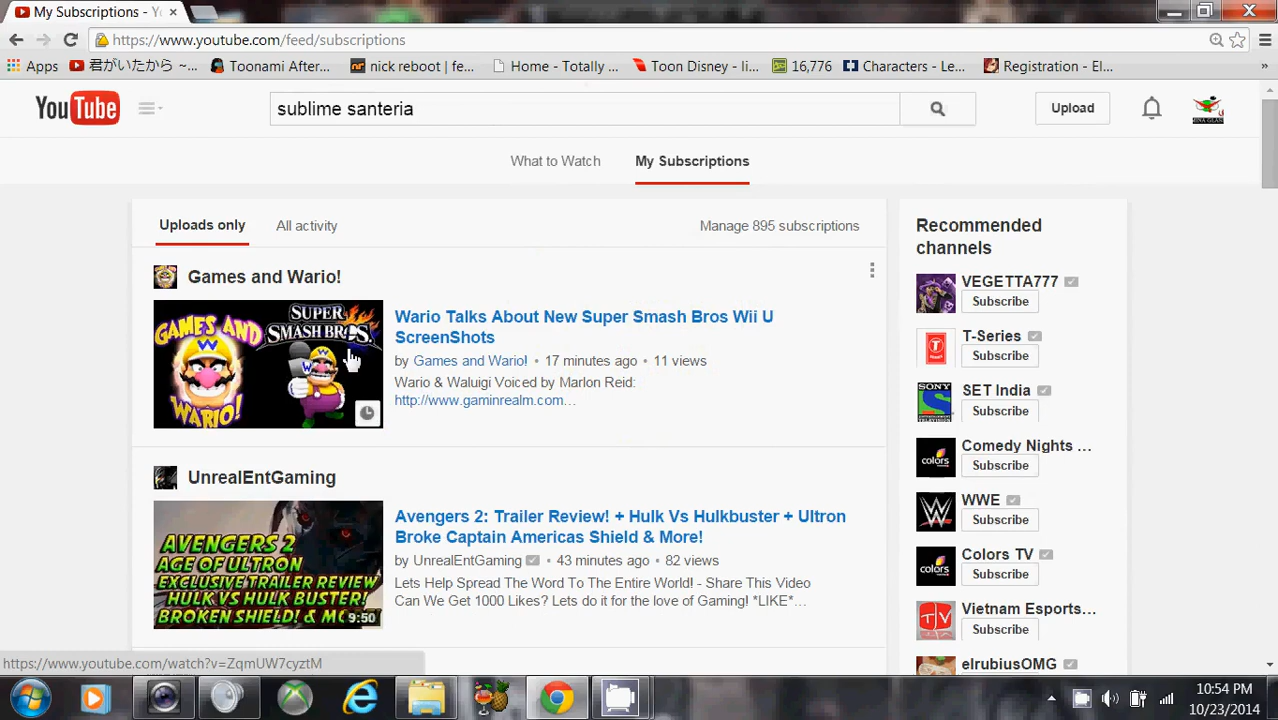 My Subscriptions - Yo
https://www.youtube.com/feed/subscriptions
Apps
君がいたから ~...
Toonami After...
nick reboot | fe...
Home - Totally ...
Toon Disney - li...
16,776
Characters - Le...
Registration - El...
»
YouTube
sublime santeria
Upload
What to Watch
My Subscriptions
Uploads only
All activity
Manage 895 subscriptions
Games and Wario!
GAMES AND
WARIO!
SUPER
SMASH BROS.
Wario Talks About New Super Smash Bros Wii U
ScreenShots
by Games and Wario! • 17 minutes ago • 11 views
Wario & Waluigi Voiced by Marlon Reid:
http://www.gaminrealm.com...
UnrealEntGaming
AVENGERS 2
AGE OF ULTRON
EXCLUSIVE TRAILER REVIEW
HULK VS HULK BUSTER!
BROKEN SHIELD! & MO
9:50
Avengers 2: Trailer Review! + Hulk Vs Hulkbuster + Ultron
Broke Captain Americas Shield & More!
by UnrealEntGaming • 43 minutes ago • 82 views
Lets Help Spread The Word To The Entire World! - Share This Video
Can We Get 1000 Likes? Lets do it for the love of Gaming! *LIKE*...
Recommended
channels
VEGETTA777
Subscribe
T-Series
Subscribe
SONY
SET India
Subscribe
colors
Comedy Nights ...
Subscribe
WWE
Subscribe
colors
Colors TV
Subscribe
Vietnam Esports...
Subscribe
elrubiusOMG
https://www.youtube.com/watch?v=ZqmUW7cyztM
10:54 PM
10/23/2014